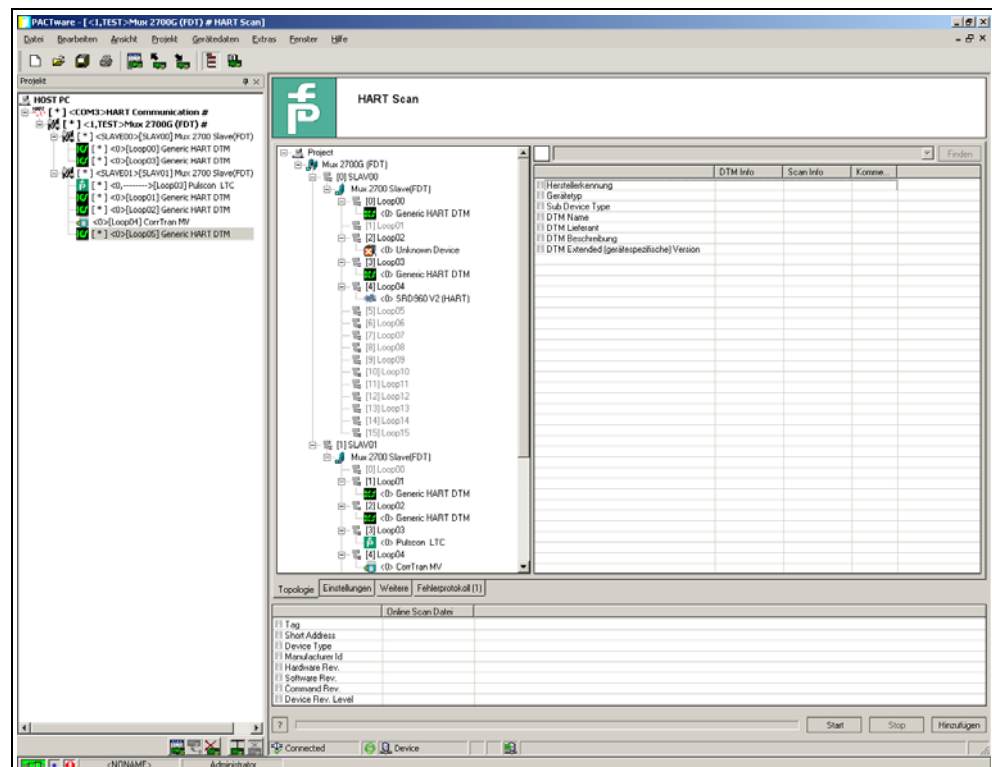 PACTware - [ <1,TEST>Mux 2700G (FDT) # HART Scan]
Datei Bearbeiten Ansicht Projekt Gerätedaten Extras Fenster Hilfe
Projekt
HOST PC
[ * ] <COM3>HART Communication #
[ * ] <1,TEST>Mux 2700G (FDT) #
[ * ] <SLAVE00>[SLAV00] Mux 2700 Slave(FDT)
[ * ] <0>[Loop00] Generic HART DTM
[ * ] <0>[Loop03] Generic HART DTM
[ * ] <SLAVE01>[SLAV01] Mux 2700 Slave(FDT)
[ * ] <0,-------->[Loop03] Pulscon LTC
[ * ] <0>[Loop01] Generic HART DTM
[ * ] <0>[Loop02] Generic HART DTM
<0>[Loop04] CorrTran MV
[ * ] <0>[Loop05] Generic HART DTM
HART Scan
Project
Mux 2700G (FDT)
[0] SLAV00
Mux 2700 Slave(FDT)
[0] Loop00
<0> Generic HART DTM
[1] Loop01
[2] Loop02
<0> Unknown Device
[3] Loop03
<0> Generic HART DTM
[4] Loop04
<0> SRD960 V2 (HART)
[5] Loop05
[6] Loop06
[7] Loop07
[8] Loop08
[9] Loop09
[10] Loop10
[11] Loop11
[12] Loop12
[13] Loop13
[14] Loop14
[15] Loop15
[1] SLAV01
Mux 2700 Slave(FDT)
[0] Loop00
[1] Loop01
<0> Generic HART DTM
[2] Loop02
<0> Generic HART DTM
[3] Loop03
<0> Pulscon LTC
[4] Loop04
<0> CorrTran MV
Finden
DTM Info Scan Info Komme...
Herstellerkennung
Gerätetyp
Sub Device Type
DTM Name
DTM Lieferant
DTM Beschreibung
DTM Extended (gerätespezifische) Version
Topologie Einstellungen Weitere Fehlerprotokoll (1)
Online Scan Datei
Tag
Short Address
Device Type
Manufacturer Id
Hardware Rev.
Software Rev.
Command Rev.
Device Rev. Level
? Start Stop Hinzufügen
Connected Device
<NONAME> Administrator